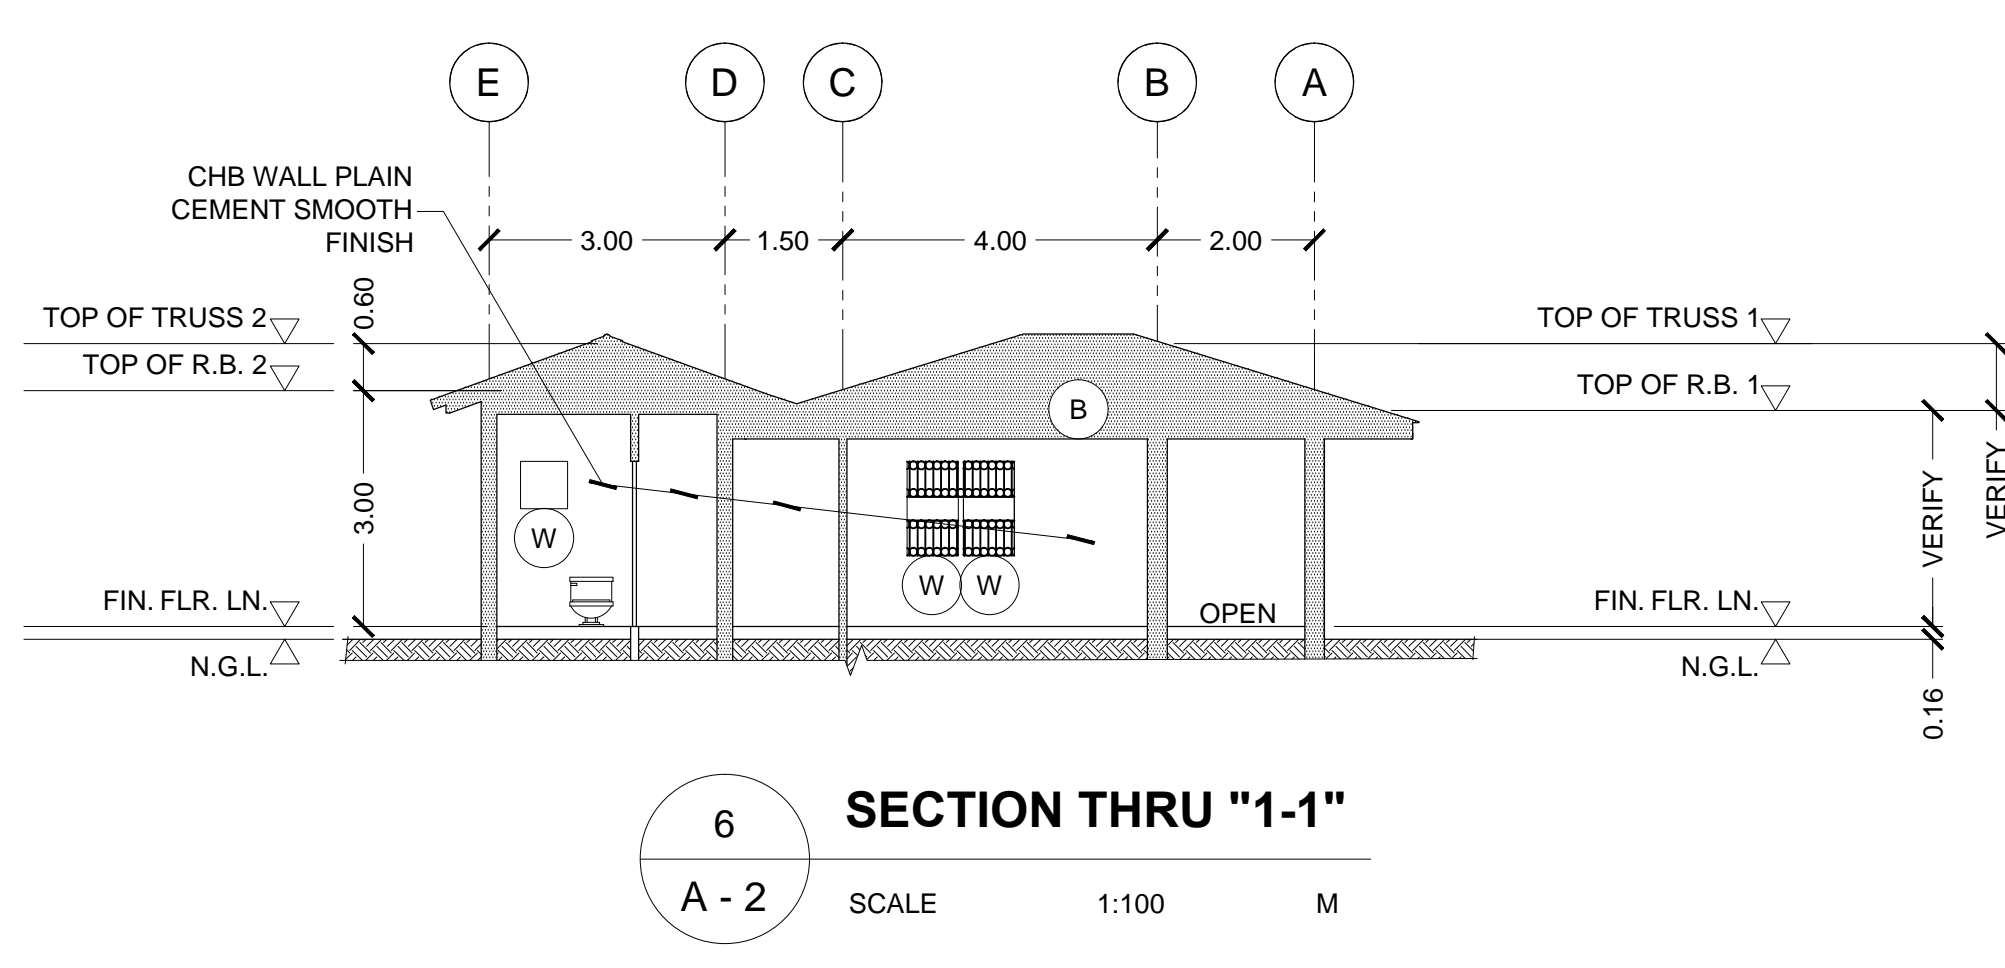 E
D
C
B
A
CHB WALL PLAIN
CEMENT SMOOTH
FINISH
3.00
1.50
4.00
2.00
0.60
TOP OF TRUSS 2
TOP OF R.B. 2
TOP OF TRUSS 1
TOP OF R.B. 1
B
3.00
W
W
W
VERIFY
VERIFY
FIN. FLR. LN.
OPEN
FIN. FLR. LN.
N.G.L.
N.G.L.
0.16
6
A - 2
SECTION THRU "1-1"
SCALE 1:100 M